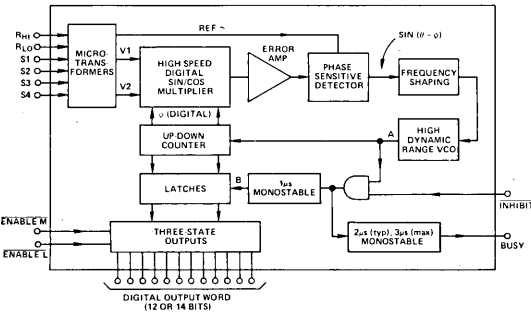 R HI
R LO
S1
S2
S3
S4
MICRO-
TRANS-
FORMERS
V1
V2
REF ~
HIGH SPEED
DIGITAL
SIN/COS
MULTIPLIER
ERROR
AMP
PHASE
SENSITIVE
DETECTOR
SIN (θ - φ)
FREQUENCY
SHAPING
φ (DIGITAL)
UP-DOWN
COUNTER
A
HIGH
DYNAMIC
RANGE VCO
LATCHES
B
1μs
MONOSTABLE
INHIBIT
ENABLE M
ENABLE L
THREE-STATE
OUTPUTS
2μs (typ), 3μs (max)
MONOSTABLE
BUSY
DIGITAL OUTPUT WORD
(12 OR 14 BITS)